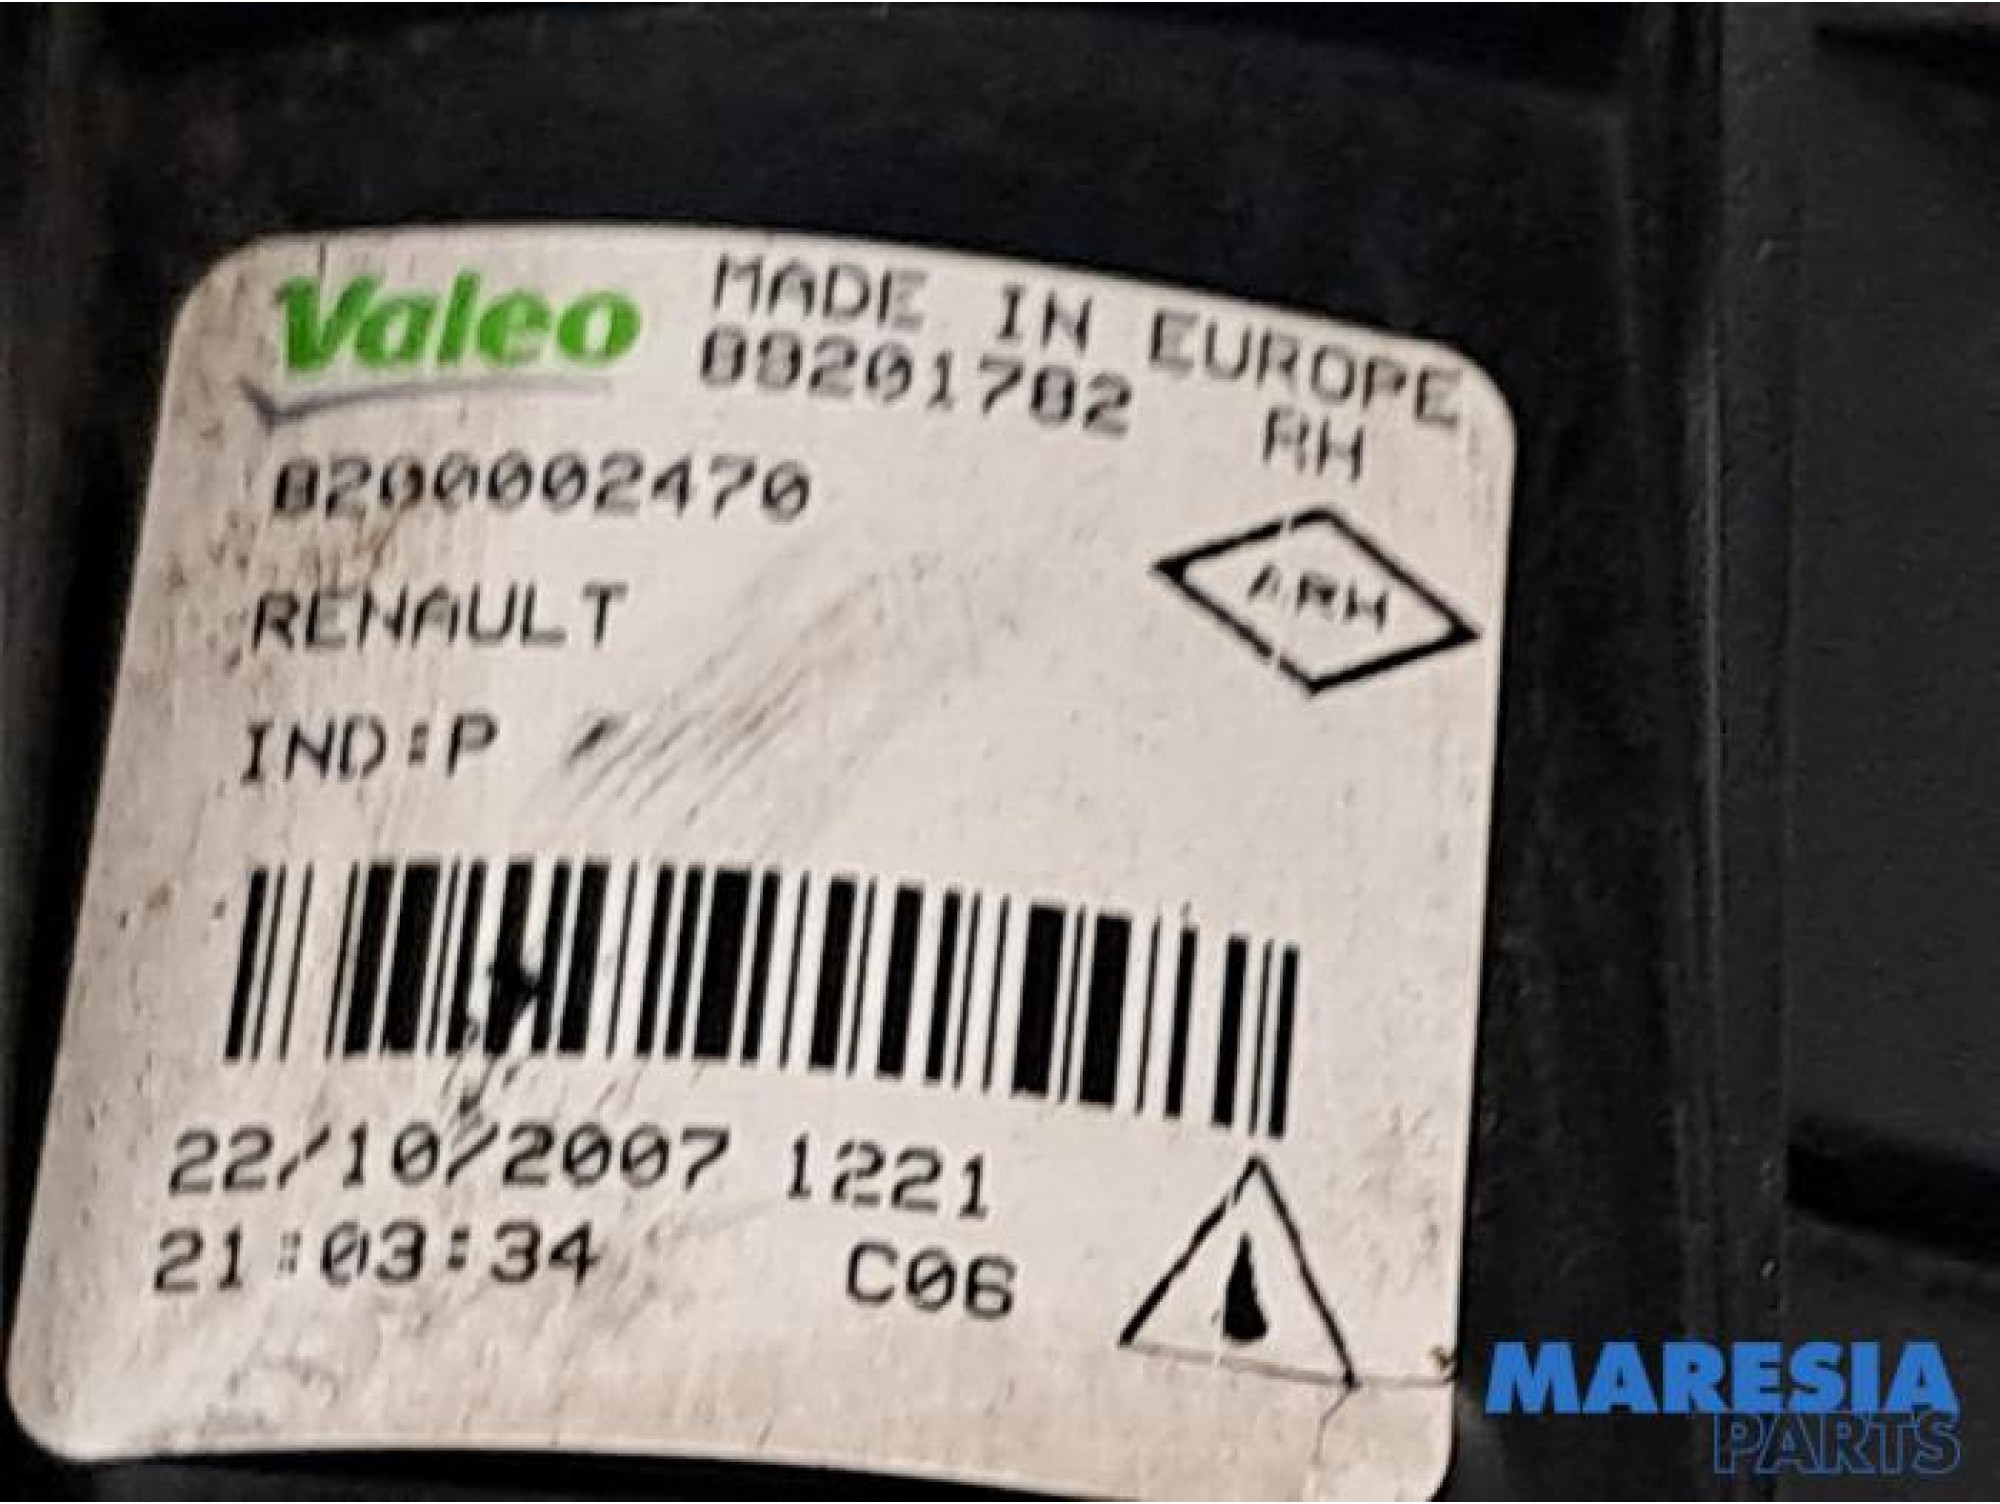 Valeo MADE IN EUROPE
89201782 RH
8200002470
ARH
RENAULT
IND:P
22/10/2007 1221
21:03:34 C06
MARESIA
PARTS